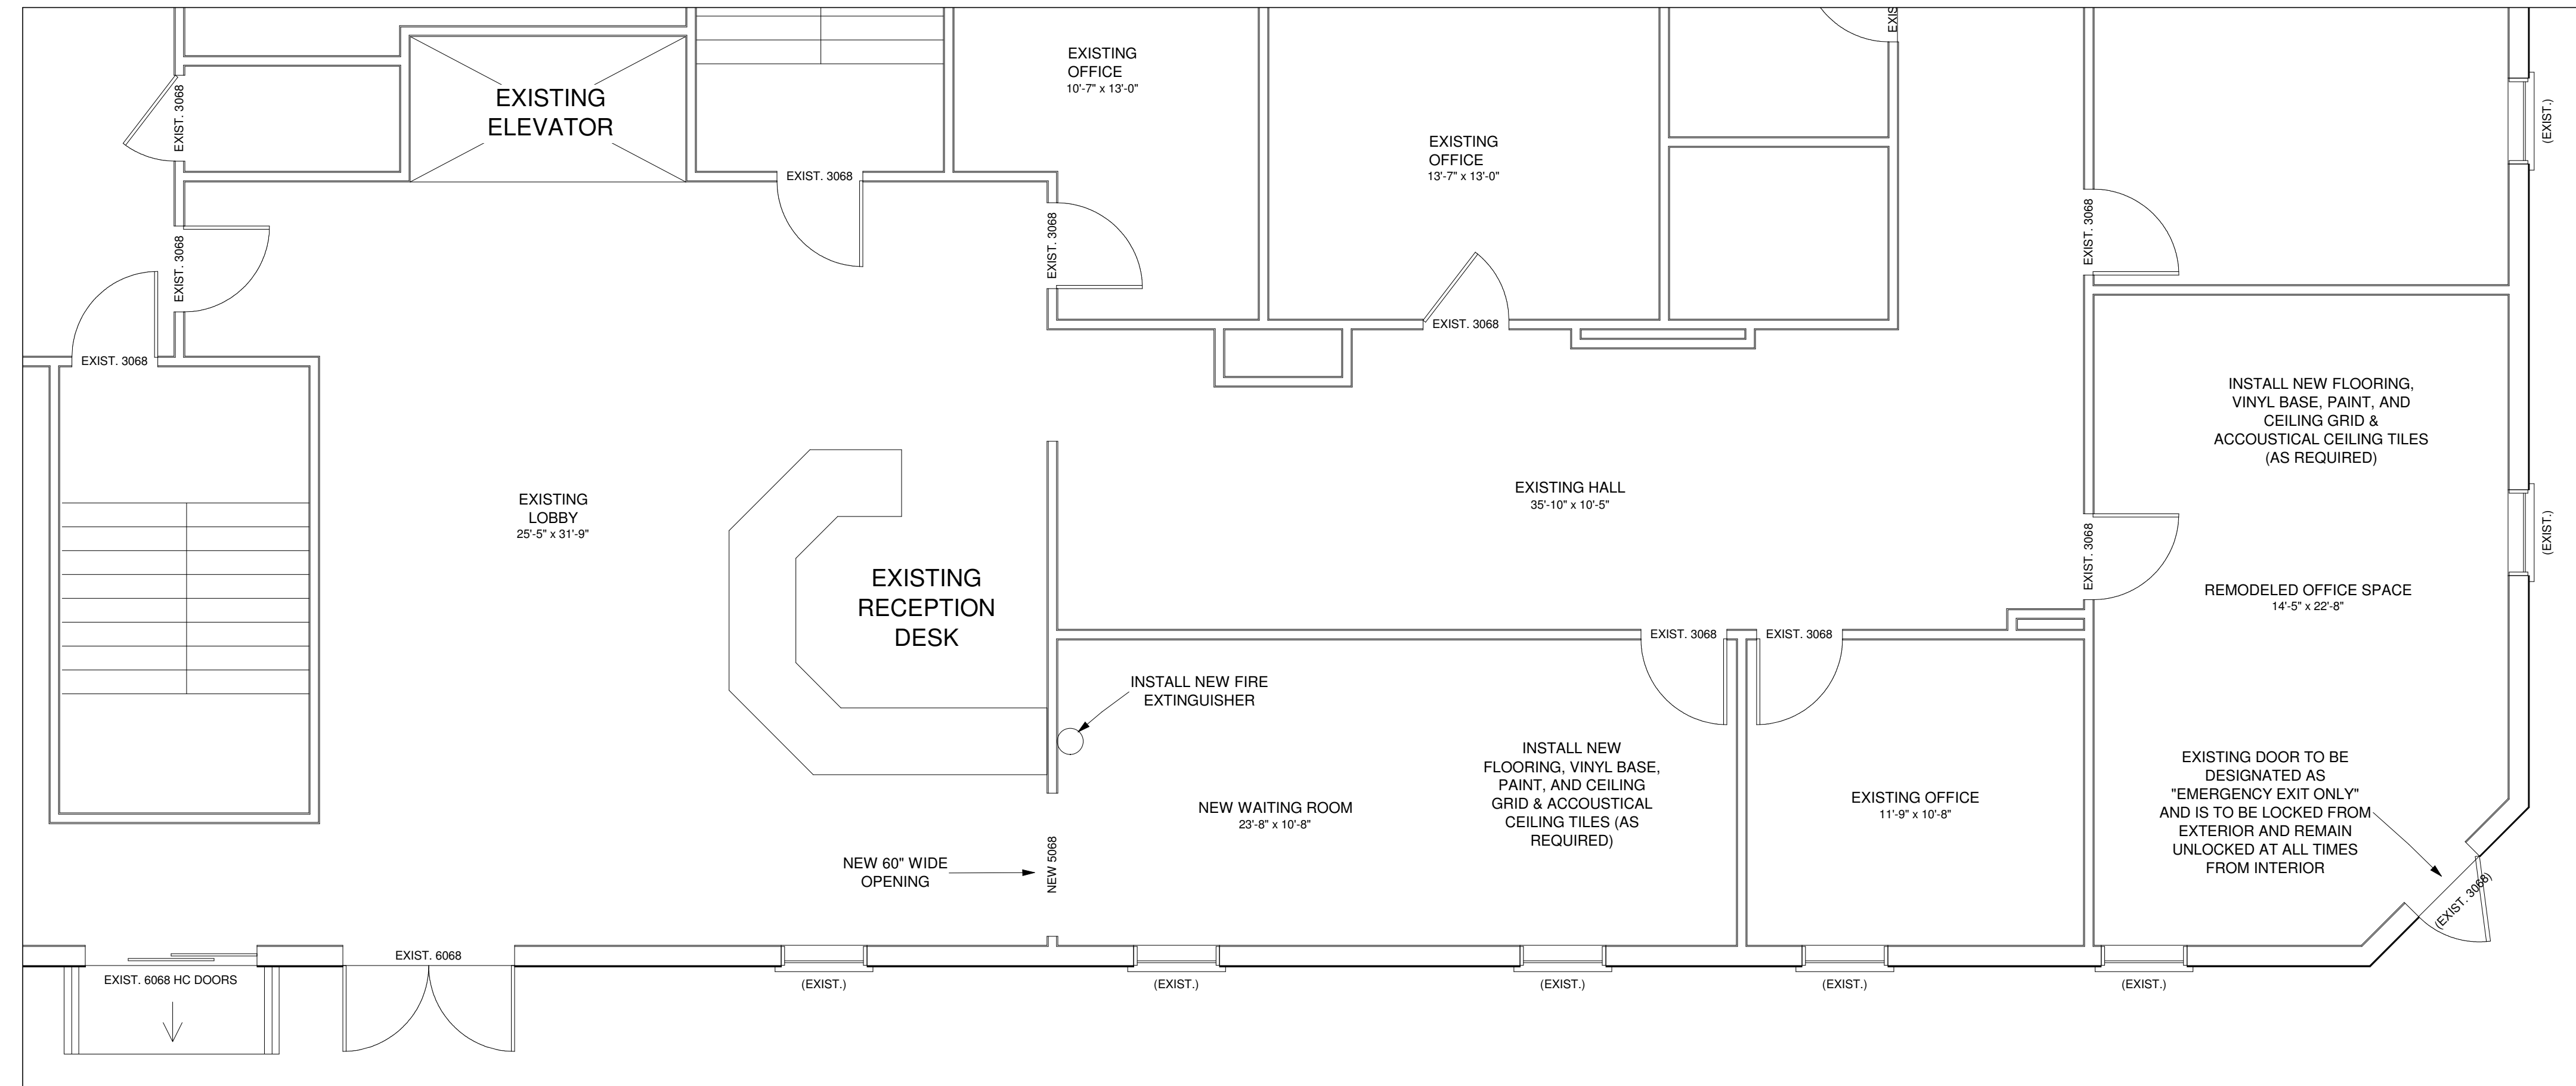 EXISTING
OFFICE
10'-7" x 13'-0"
EXISTING
ELEVATOR
EXISTING
OFFICE
13'-7" x 13'-0"
EXIST. 3068
EXIST. 3068
EXIST. 3068
EXIST. 3068
EXIST. 3068
EXIST. 3068
EXIST. 3068
EXIS
(EXIST.)
EXISTING
LOBBY
25'-5" x 31'-9"
EXISTING
RECEPTION
DESK
EXISTING HALL
35'-10" x 10'-5"
EXIST. 3068
(EXIST.)
INSTALL NEW FLOORING,
VINYL BASE, PAINT, AND
CEILING GRID &
ACCOUSTICAL CEILING TILES
(AS REQUIRED)
REMODELED OFFICE SPACE
14'-5" x 22'-8"
EXIST. 3068
EXIST. 3068
INSTALL NEW FIRE
EXTINGUISHER
INSTALL NEW
FLOORING, VINYL BASE,
PAINT, AND CEILING
GRID & ACCOUSTICAL
CEILING TILES (AS
REQUIRED)
NEW WAITING ROOM
23'-8" x 10'-8"
EXISTING OFFICE
11'-9" x 10'-8"
EXISTING DOOR TO BE
DESIGNATED AS
"EMERGENCY EXIT ONLY"
AND IS TO BE LOCKED FROM
EXTERIOR AND REMAIN
UNLOCKED AT ALL TIMES
FROM INTERIOR
(EXIST. 3068)
NEW 60" WIDE
OPENING
NEW 5068
EXIST. 6068
EXIST. 6068 HC DOORS
(EXIST.)
(EXIST.)
(EXIST.)
(EXIST.)
(EXIST.)